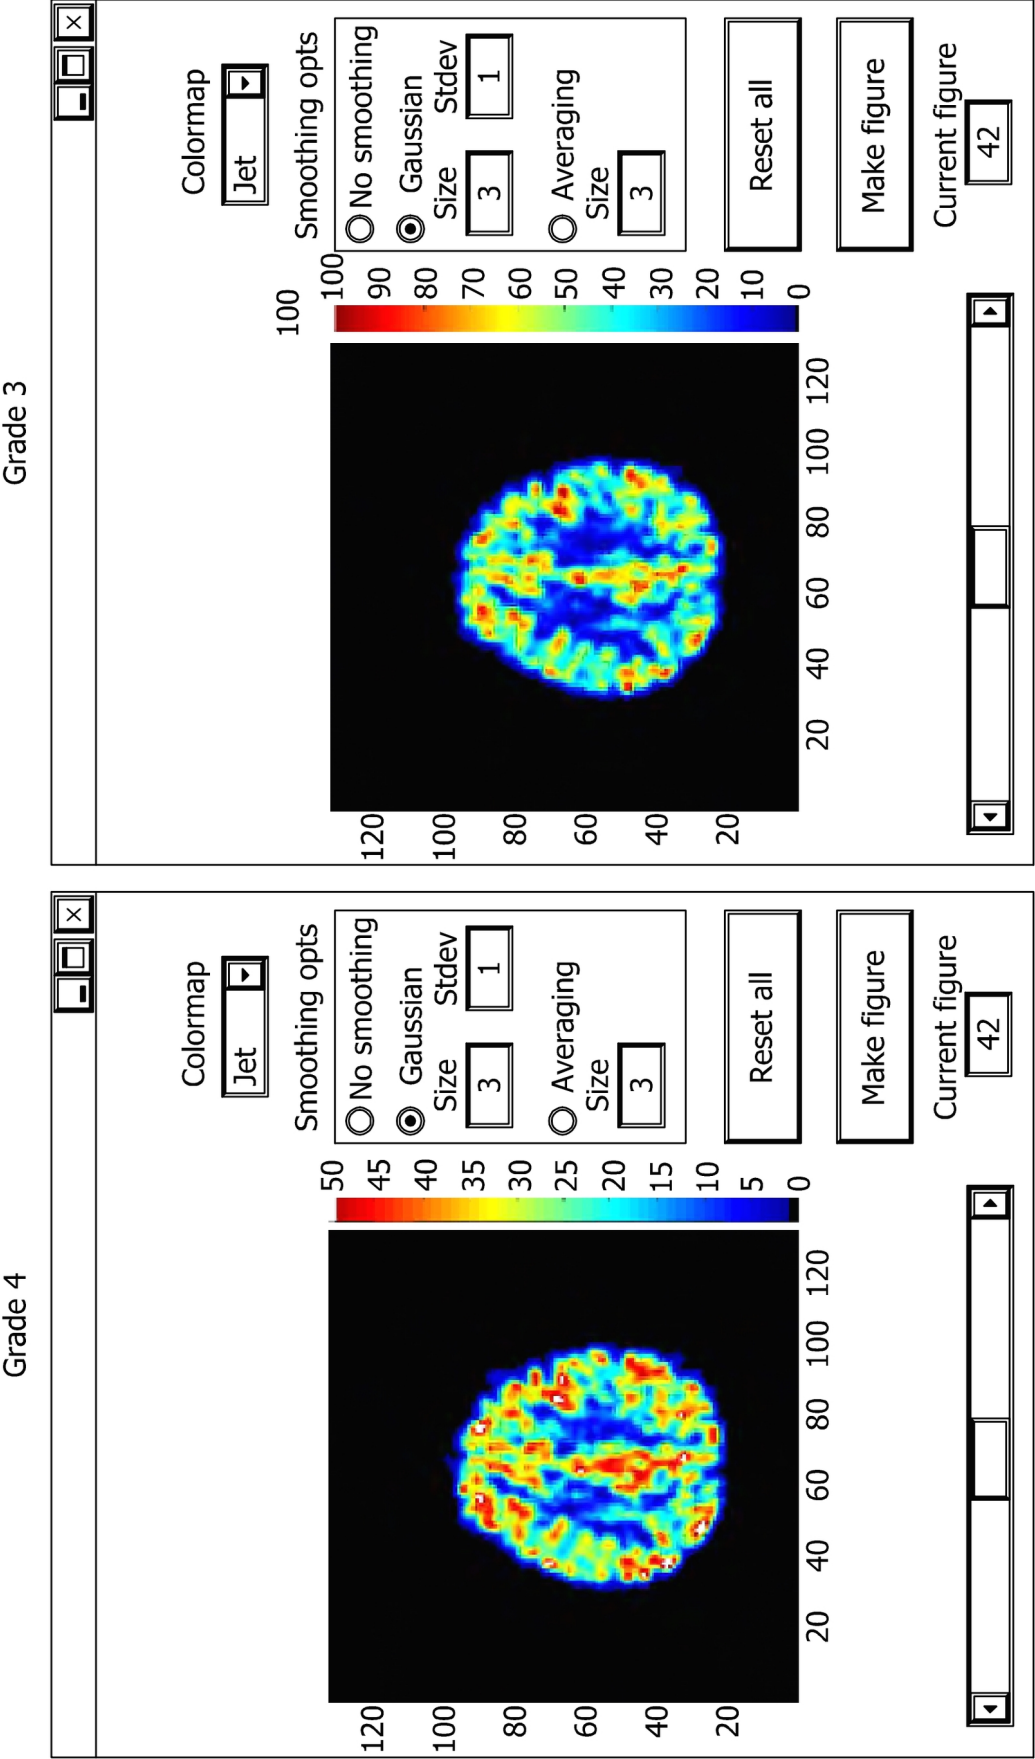 Grade 4
Colormap
Jet
Smoothing opts
No smoothing
Gaussian
Size Stdev
3 1
Averaging
Size
3
Reset all
Make figure
Current figure
42
50
45
40
35
30
25
20
15
10
5
0
120
100
80
60
40
20
20 40 60 80 100 120
Grade 3
Colormap
Jet
Smoothing opts
No smoothing
Gaussian
Size Stdev
3 1
Averaging
Size
3
Reset all
Make figure
Current figure
42
100
100
90
80
70
60
50
40
30
20
10
0
120
100
80
60
40
20
20 40 60 80 100 120